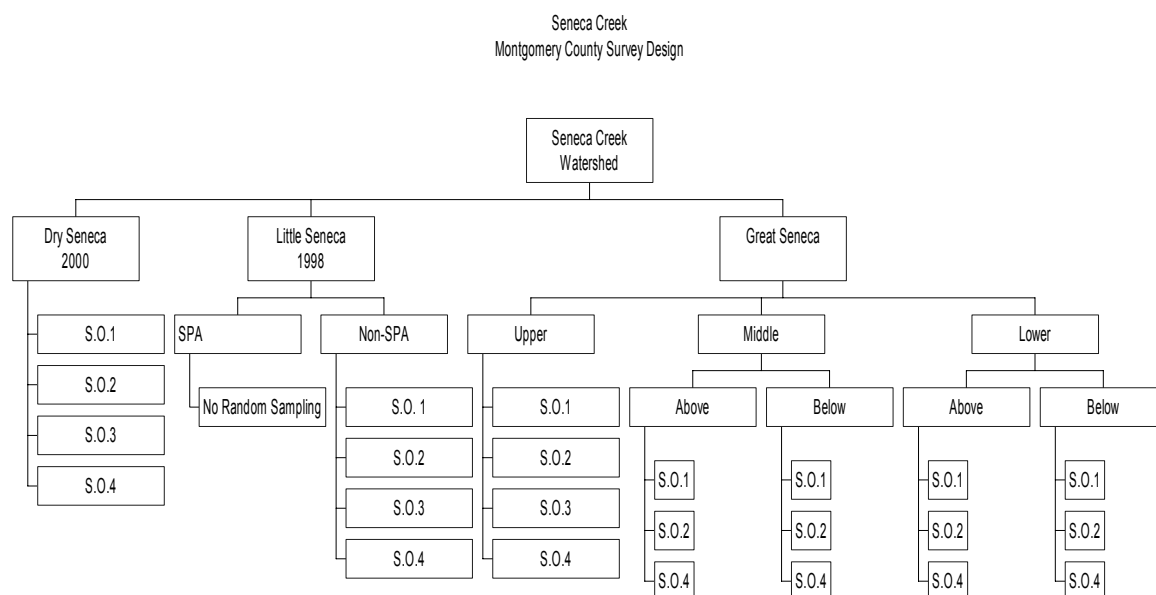 Seneca Creek
Montgomery County Survey Design
Seneca Creek
Watershed
Dry Seneca
2000
Little Seneca
1998
Great Seneca
S.O.1
S.O.2
S.O.3
S.O.4
SPA
No Random Sampling
Non-SPA
S.O. 1
S.O.2
S.O.3
S.O.4
Upper
S.O.1
S.O.2
S.O.3
S.O.4
Middle
Above
S.O.1
S.O.2
S.O.4
Below
S.O.1
S.O.2
S.O.4
Lower
Above
S.O.1
S.O.2
S.O.4
Below
S.O.1
S.O.2
S.O.4